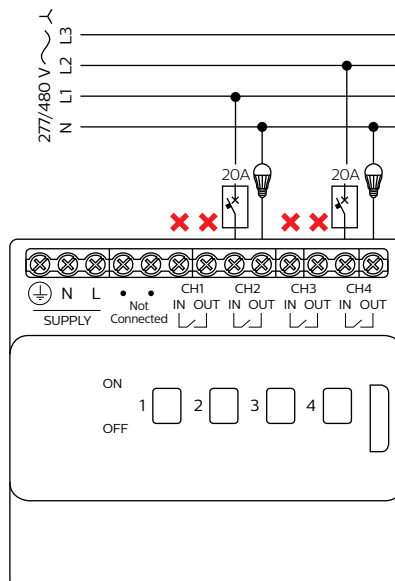 277/480 V
L3
L2
L1
N
20A 20A
N L
SUPPLY
Not
Connected
CH1 CH2 CH3 CH4
IN OUT IN OUT IN OUT IN OUT
ON
OFF
1 2 3 4